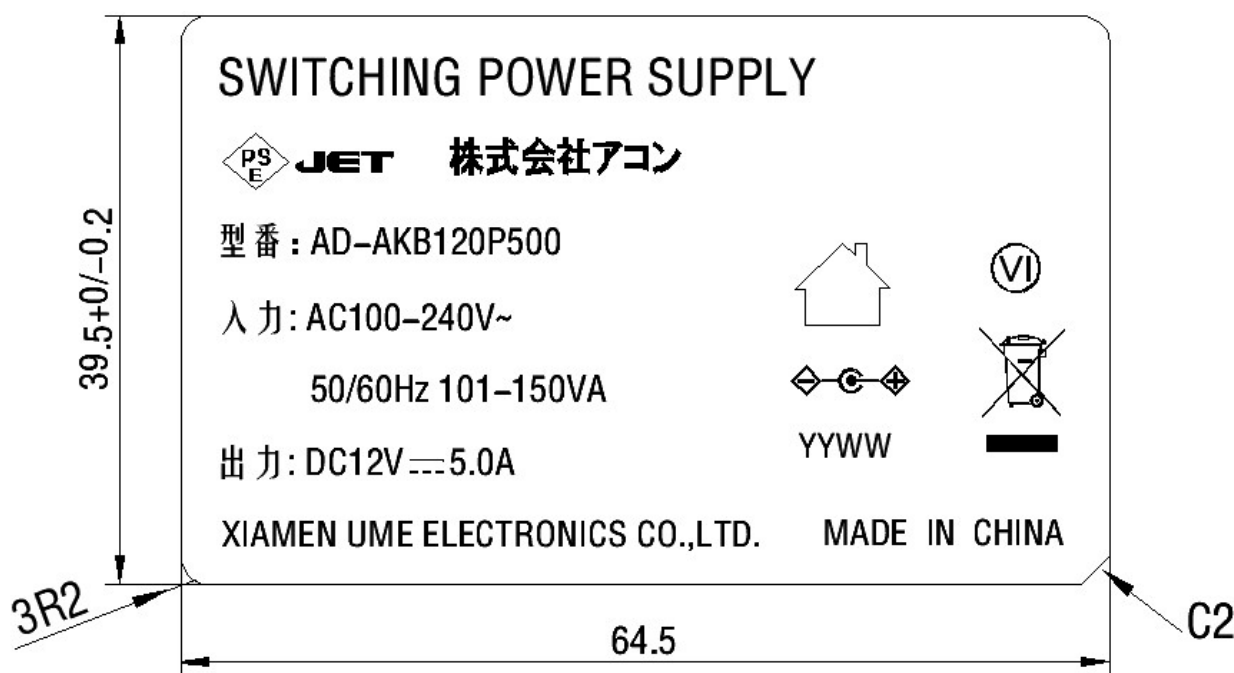 SWITCHING POWER SUPPLY
PS
E
JET 株式会社アコン
型番: AD-AKB120P500
入力: AC100-240V~
50/60Hz 101-150VA
出力: DC12V⎓5.0A
VI
YYWW
XIAMEN UME ELECTRONICS CO.,LTD. MADE IN CHINA
39.5+0/-0.2
3R2
64.5
C2